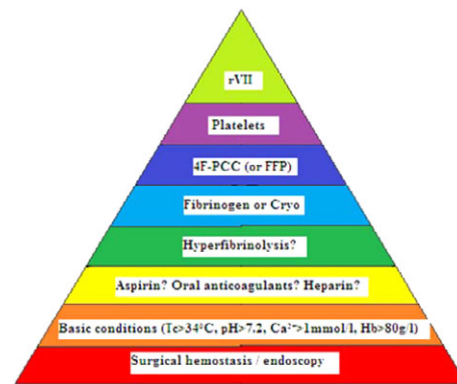 rVII
Platelets
4F-PCC (or FFP)
Fibrinogen or Cryo
Hyperfibrinolysis?
Aspirin? Oral anticoagulants? Heparin?
Basic conditions (Tc>34ºC, pH>7.2, Ca²⁺>1mmol/l, Hb>80g/l)
Surgical hemostasis / endoscopy